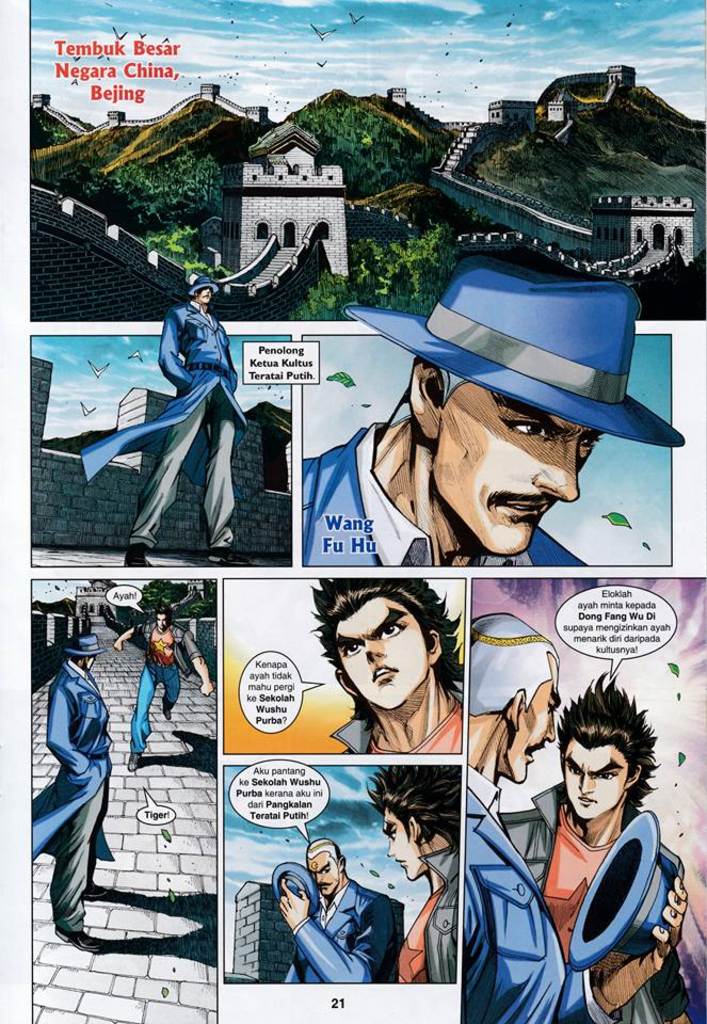 Tembuk Besar
Negara China,
Bejing
Penolong
Ketua Kultus
Teratai Putih.
Wang
Fu Hu
Ayah!
Tiger!
Kenapa
ayah tidak
mahu pergi
ke Sekolah
Wushu
Purba?
Aku pantang
ke Sekolah Wushu
Purba kerana aku ini
dari Pangkalan
Teratai Putih!
Eloklah
ayah minta kepada
Dong Fang Wu Di
supaya mengizinkan ayah
menarik diri daripada
kultusnya!
21